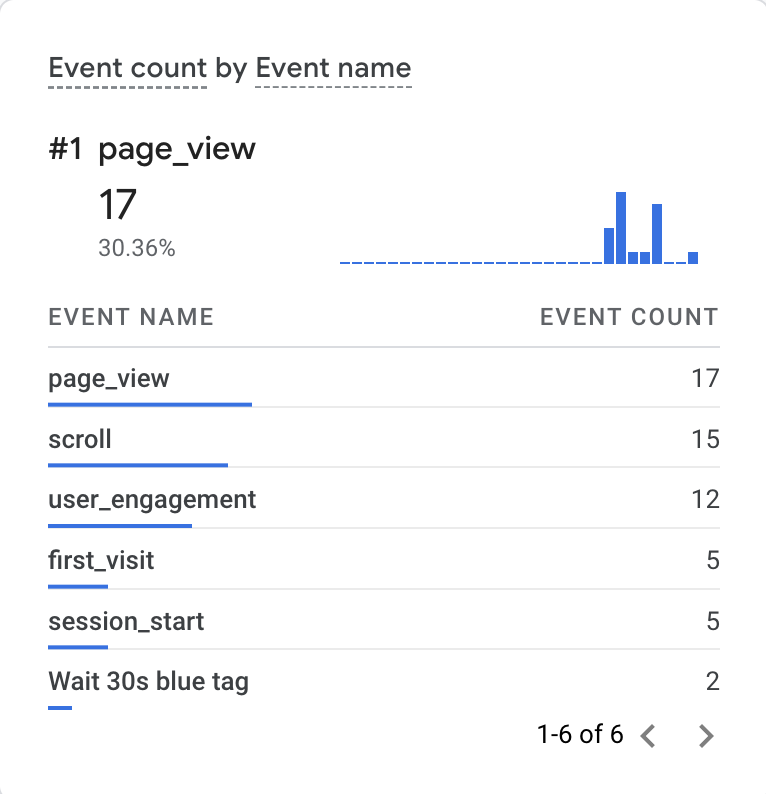 Event count by Event name
#1 page_view
17
30.36%
EVENT NAME EVENT COUNT
page_view 17
scroll 15
user_engagement 12
first_visit 5
session_start 5
Wait 30s blue tag 2
1-6 of 6